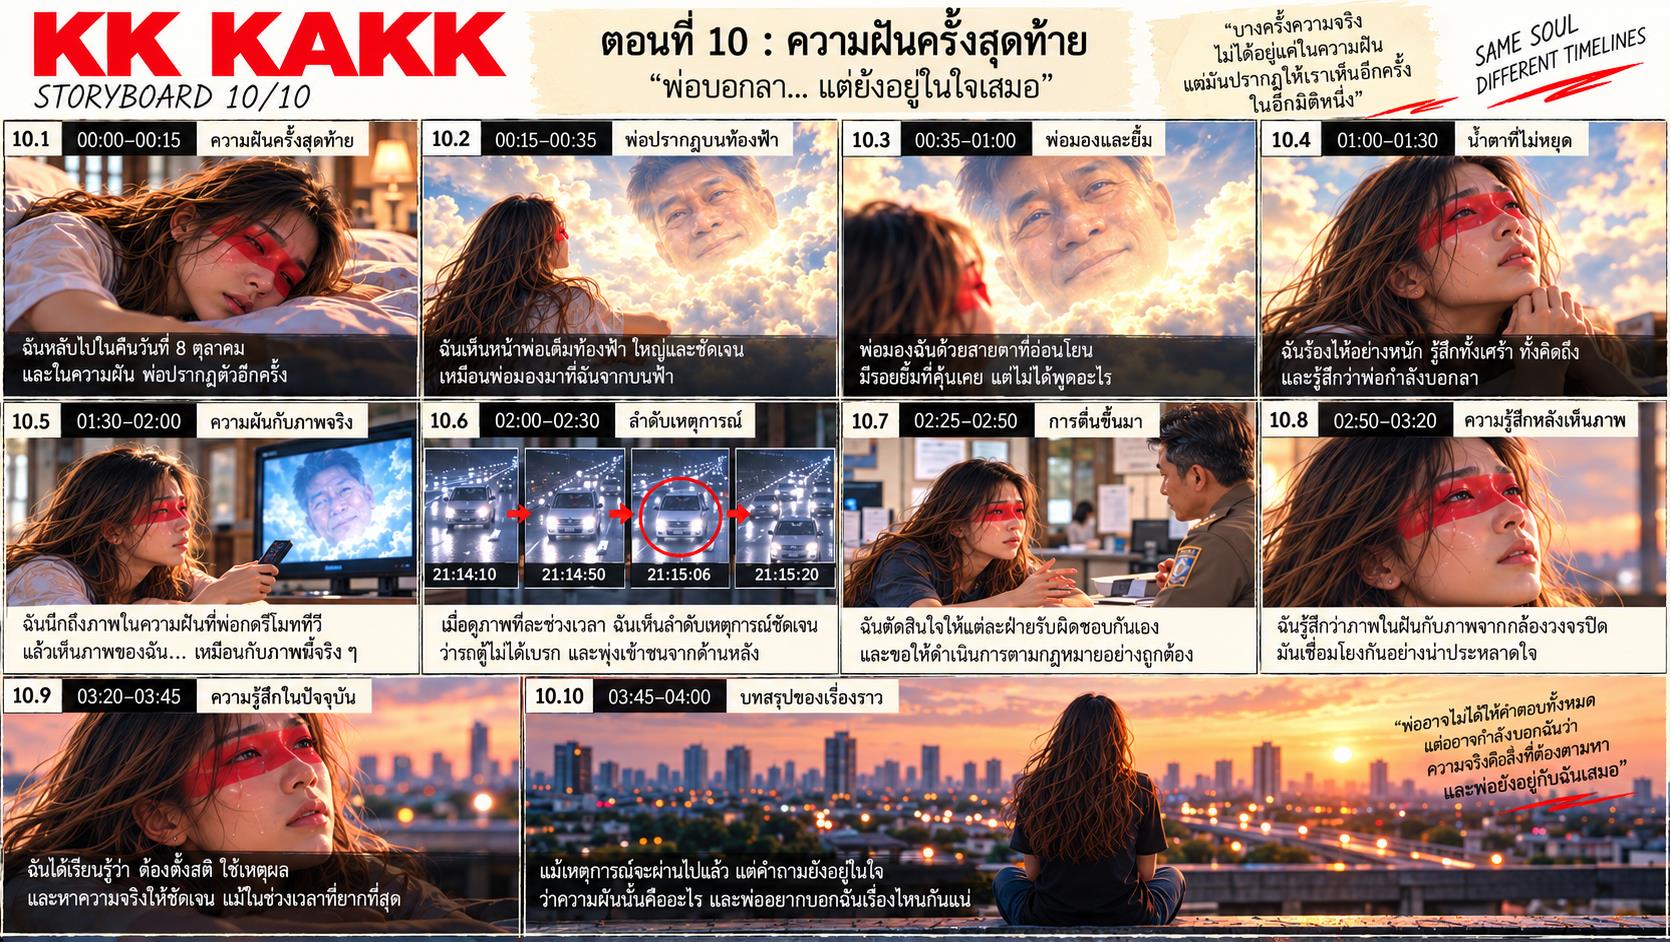 KK KAKK
STORYBOARD 10/10
ตอนที่ 10 : ความฝันครั้งสุดท้าย
“พ่อบอกลา... แต่ยังอยู่ในใจเสมอ”
“บางครั้งความจริง
ไม่ได้อยู่แค่ในความฝัน
แต่มันปรากฏให้เราเห็นอีกครั้ง
ในอีกมิติหนึ่ง”
SAME SOUL
DIFFERENT TIMELINES
10.1 00:00–00:15 ความฝันครั้งสุดท้าย
ฉันหลับไปในคืนวันที่ 8 ตุลาคม
และในความฝัน พ่อปรากฏตัวอีกครั้ง
10.2 00:15–00:35 พ่อปรากฏบนท้องฟ้า
ฉันเห็นหน้าพ่อเต็มท้องฟ้า ใหญ่และชัดเจน
เหมือนพ่อมองมาที่ฉันจากบนฟ้า
10.3 00:35–01:00 พ่อมองและยิ้ม
พ่อมองฉันด้วยสายตาที่อ่อนโยน
มีรอยยิ้มที่คุ้นเคย แต่ไม่ได้พูดอะไร
10.4 01:00–01:30 น้ำตาที่ไม่หยุด
ฉันร้องไห้อย่างหนัก รู้สึกทั้งเศร้า ทั้งคิดถึง
และรู้สึกว่าพ่อกำลังบอกลา
10.5 01:30–02:00 ความฝันกับภาพจริง
ฉันนึกถึงภาพในความฝันที่พ่อกดรีโมททีวี
แล้วเห็นภาพของฉัน... เหมือนกับภาพนี้จริง ๆ
10.6 02:00–02:30 ลำดับเหตุการณ์
21:14:10
21:14:50
21:15:06
21:15:20
เมื่อดูภาพทีละช่วงเวลา ฉันเห็นลำดับเหตุการณ์ชัดเจน
ว่ารถตู้ไม่ได้เบรก และพุ่งเข้าชนจากด้านหลัง
10.7 02:25–02:50 การตื่นขึ้นมา
ฉันตัดสินใจให้แต่ละฝ่ายรับผิดชอบกันเอง
และขอให้ดำเนินการตามกฎหมายอย่างถูกต้อง
10.8 02:50–03:20 ความรู้สึกหลังเห็นภาพ
ฉันรู้สึกว่าภาพในฝันกับภาพจากกล้องวงจรปิด
มันเชื่อมโยงกันอย่างน่าประหลาดใจ
10.9 03:20–03:45 ความรู้สึกในปัจจุบัน
ฉันได้เรียนรู้ว่า ต้องตั้งสติ ใช้เหตุผล
และหาความจริงให้ชัดเจน แม้ในช่วงเวลาที่ยากที่สุด
10.10 03:45–04:00 บทสรุปของเรื่องราว
“พ่ออาจไม่ได้ให้คำตอบทั้งหมด
แต่ออาจกำลังบอกฉันว่า
ความจริงคือสิ่งที่ต้องตามหา
และพ่อยังอยู่กับฉันเสมอ”
แม้เหตุการณ์จะผ่านไปแล้ว แต่คำถามยังอยู่ในใจ
ว่าความฝันนั้นคืออะไร และพ่ออยากบอกฉันเรื่องไหนกันแน่